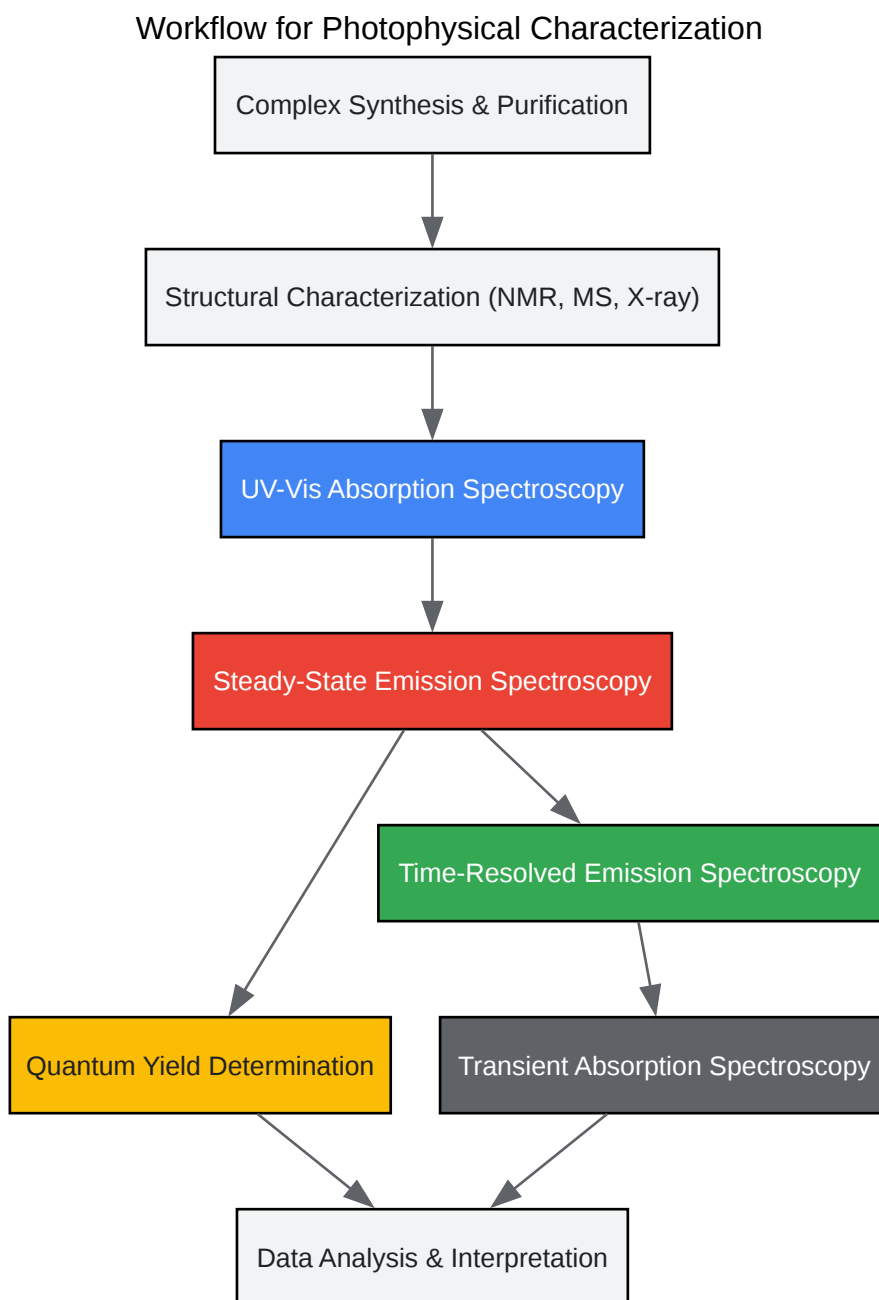 Workflow for Photophysical Characterization
Complex Synthesis & Purification
Structural Characterization (NMR, MS, X-ray)
UV-Vis Absorption Spectroscopy
Steady-State Emission Spectroscopy
Time-Resolved Emission Spectroscopy
Quantum Yield Determination
Transient Absorption Spectroscopy
Data Analysis & Interpretation